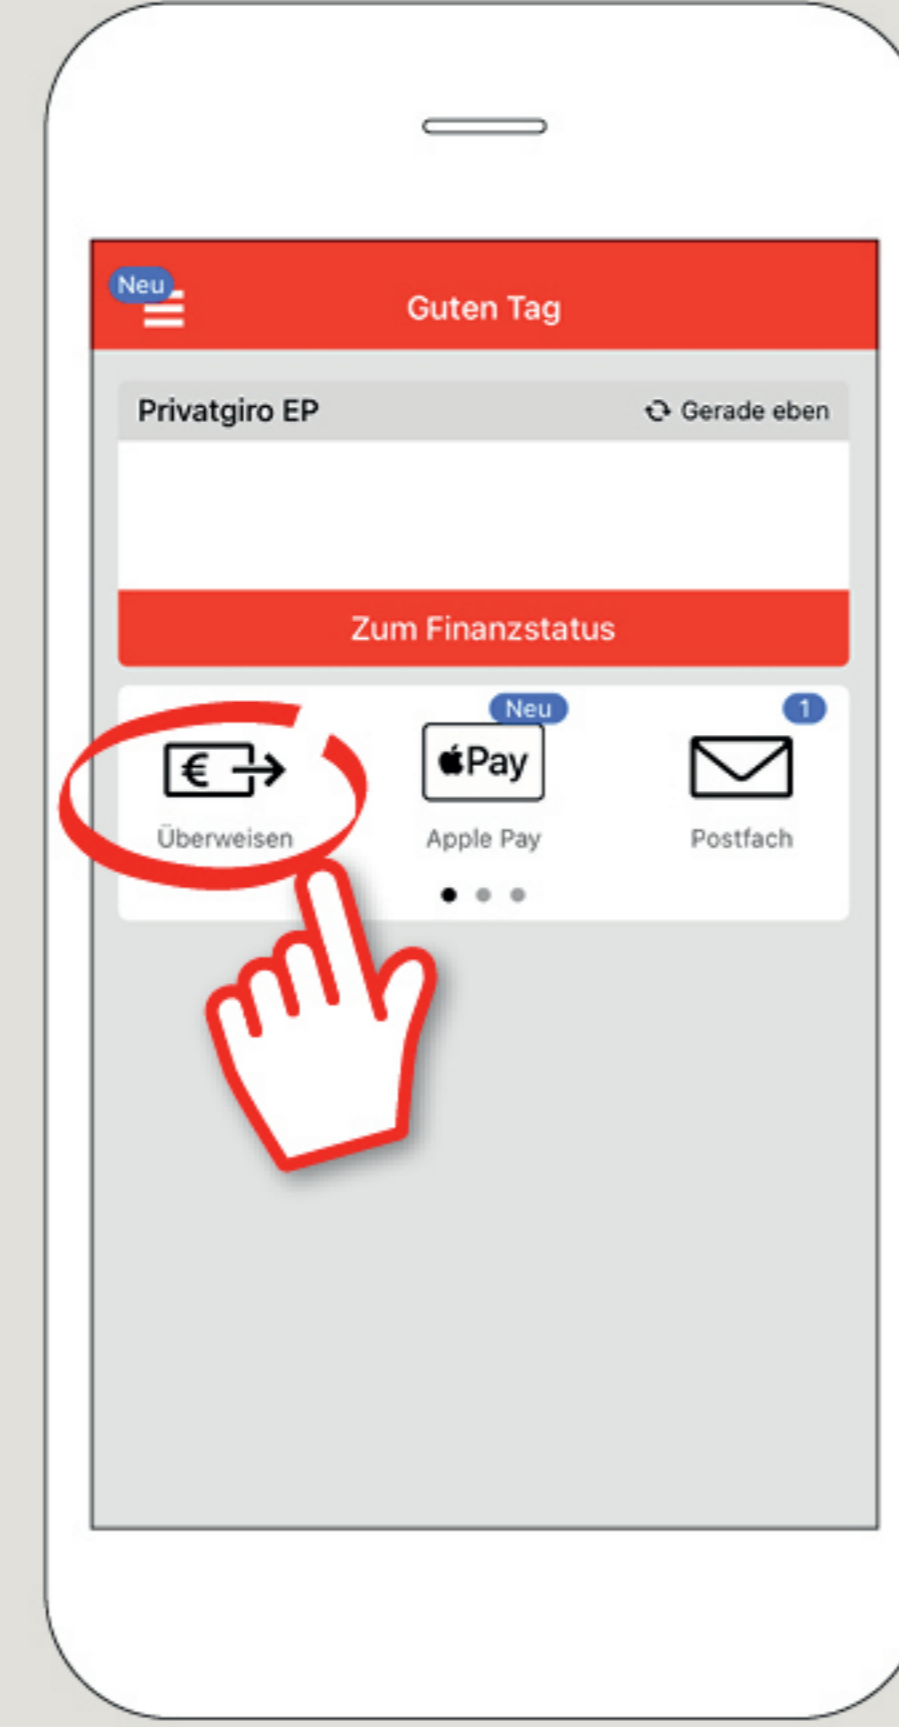 Neu
Guten Tag
Privatgiro EP Gerade eben
Zum Finanzstatus
Neu 1
€ Pay
Überweisen Apple Pay Postfach